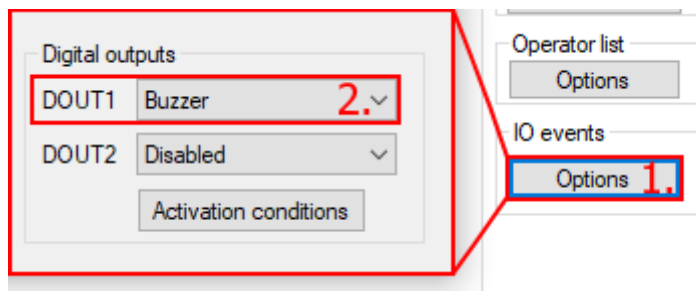 Digital outputs
DOUT1 Buzzer 2.
DOUT2 Disabled
Activation conditions
Operator list
Options
IO events
Options 1.